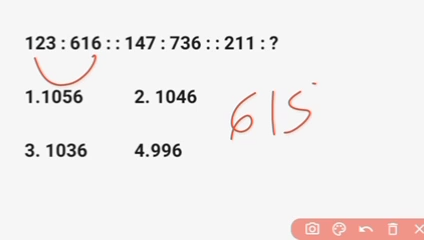 123 : 616 : : 147 : 736 : : 211 : ?
1.1056 2. 1046
615
3. 1036 4.996